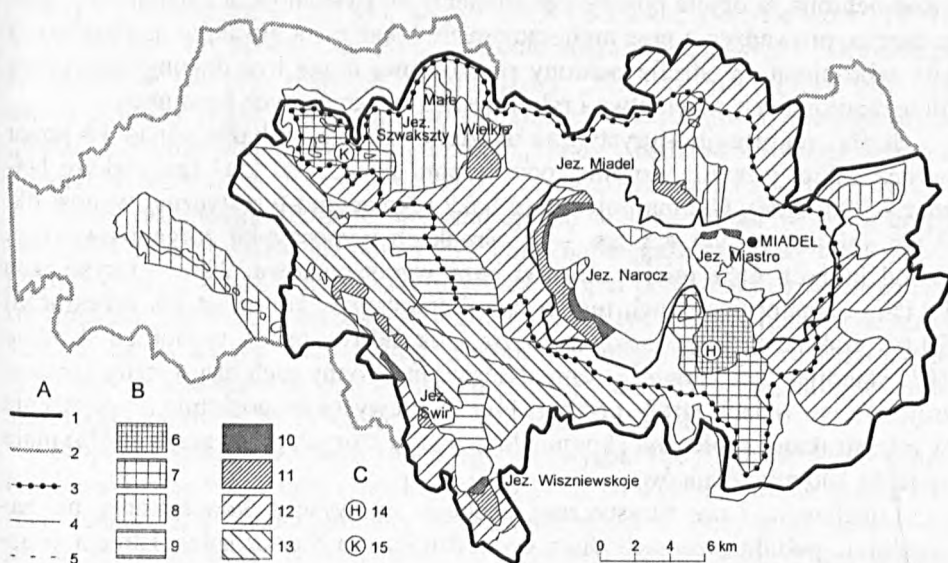 Małe
Jez.
Szwakszty
Wielkie
K
D
Jez. Miadel
MIADEL
Jez. Miastro
Jez. Narocz
H
Jez.
Swir
Jez. Wiszniewskoje
A
B
C
1
2
3
4
5
6
7
8
9
10
11
12
13
H 14
K 15
0 2 4 6 km